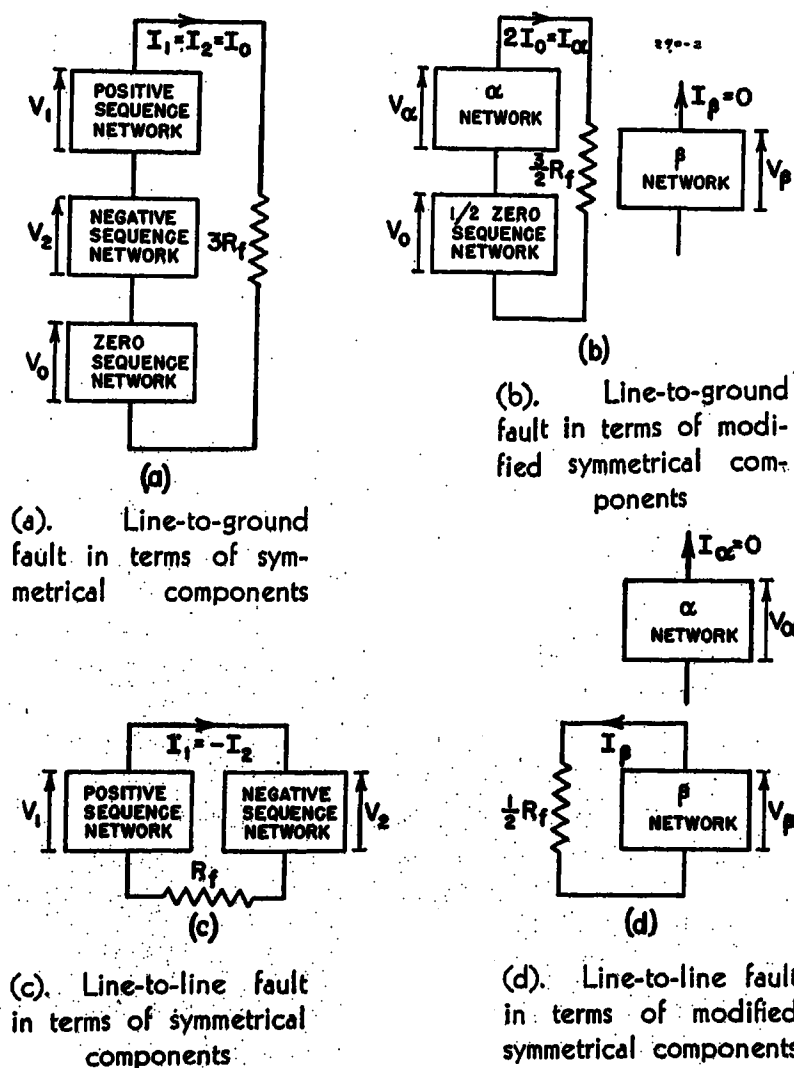 I₁=I₂=I₀
V₁
POSITIVE
SEQUENCE
NETWORK
V₂
NEGATIVE
SEQUENCE
NETWORK
3Rf
V₀
ZERO
SEQUENCE
NETWORK
(a)
(a). Line-to-ground
fault in terms of sym-
metrical components
2I₀=Iα
Vα
α
NETWORK
3/2 Rf
V₀
1/2 ZERO
SEQUENCE
NETWORK
Iβ=0
β
NETWORK
Vβ
(b)
(b). Line-to-ground
fault in terms of modi-
fied symmetrical com-
ponents
I₁=-I₂
V₁
POSITIVE
SEQUENCE
NETWORK
NEGATIVE
SEQUENCE
NETWORK
V₂
Rf
(c)
(c). Line-to-line fault
in terms of symmetrical
components
Iα=0
α
NETWORK
Vα
Iβ
1/2 Rf
β
NETWORK
Vβ
(d)
(d). Line-to-line fault
in terms of modified
symmetrical components